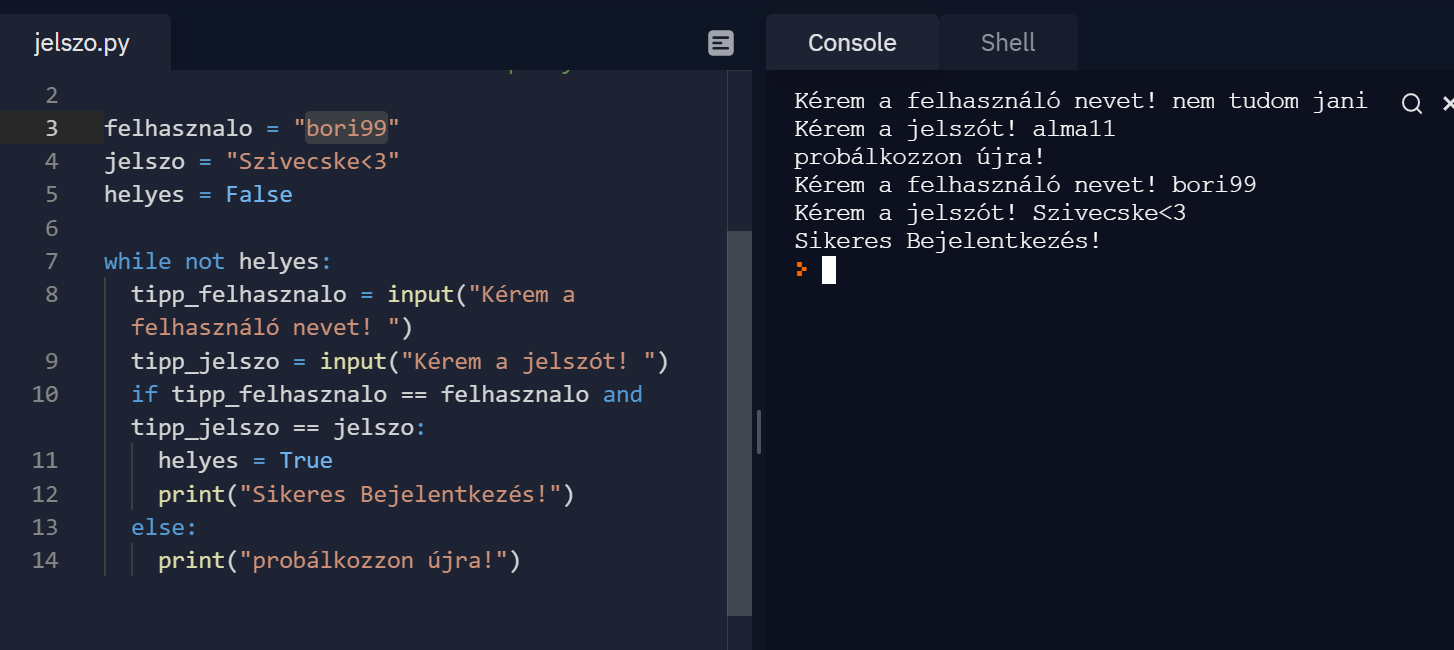 jelszo.py
2
3 felhasznalo = "bori99"
4 jelszo = "Szivecske<3"
5 helyes = False
6
7 while not helyes:
8 tipp_felhasznalo = input("Kérem a
felhasználó nevet! ")
9 tipp_jelszo = input("Kérem a jelszót! ")
10 if tipp_felhasznalo == felhasznalo and
tipp_jelszo == jelszo:
11 helyes = True
12 print("Sikeres Bejelentkezés!")
13 else:
14 print("probálkozzon újra!")
Console Shell
Kérem a felhasználó nevet! nem tudom jani
Kérem a jelszót! alma11
probálkozzon újra!
Kérem a felhasználó nevet! bori99
Kérem a jelszót! Szivecske<3
Sikeres Bejelentkezés!